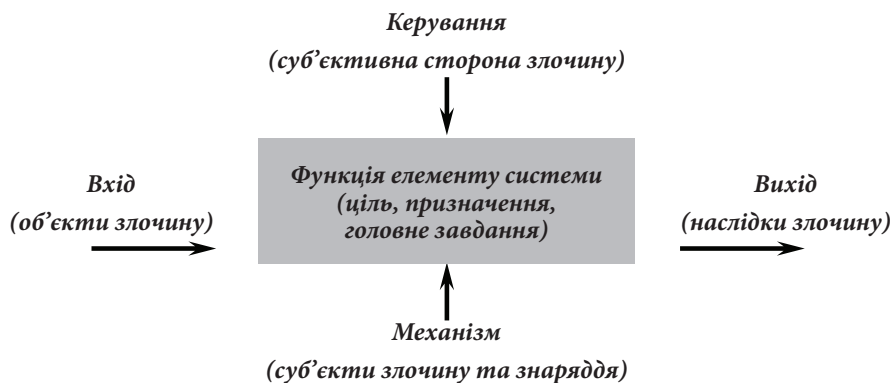 Керування
(суб’єктивна сторона злочину)
Вхід
(об’єкти злочину)
Функція елементу системи
(ціль, призначення,
головне завдання)
Вихід
(наслідки злочину)
Механізм
(суб’єкти злочину та знаряддя)